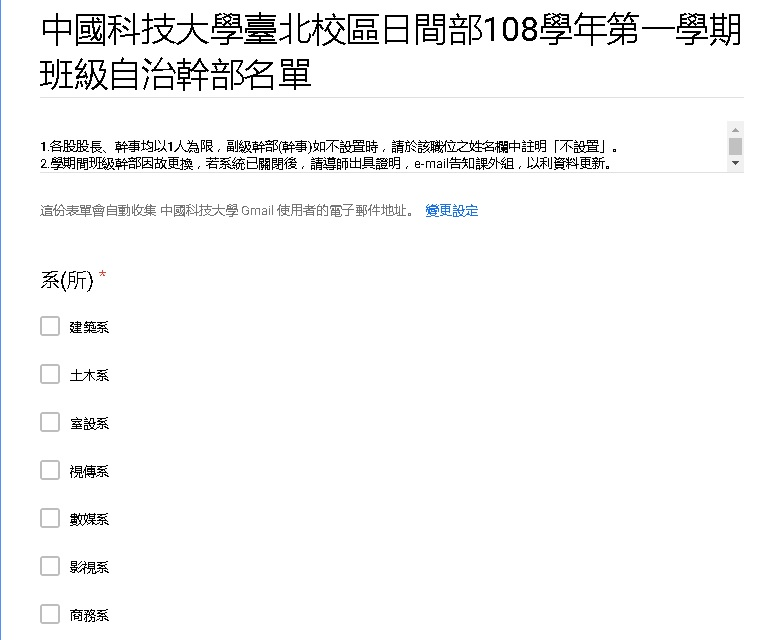 中國科技大學臺北校區日間部108學年第一學期
班級自治幹部名單
1.各股股長、幹事均以1人為限，副級幹部(幹事)如不設置時，請於該職位之姓名欄中註明「不設置」。
2.學期間班級幹部因故更換，若系統已關閉後，請導師出具證明，e-mail告知課外組，以利資料更新。
這份表單會自動收集 中國科技大學 Gmail 使用者的電子郵件地址。 變更設定
系(所) *
建築系
土木系
室設系
視傳系
數媒系
影視系
商務系